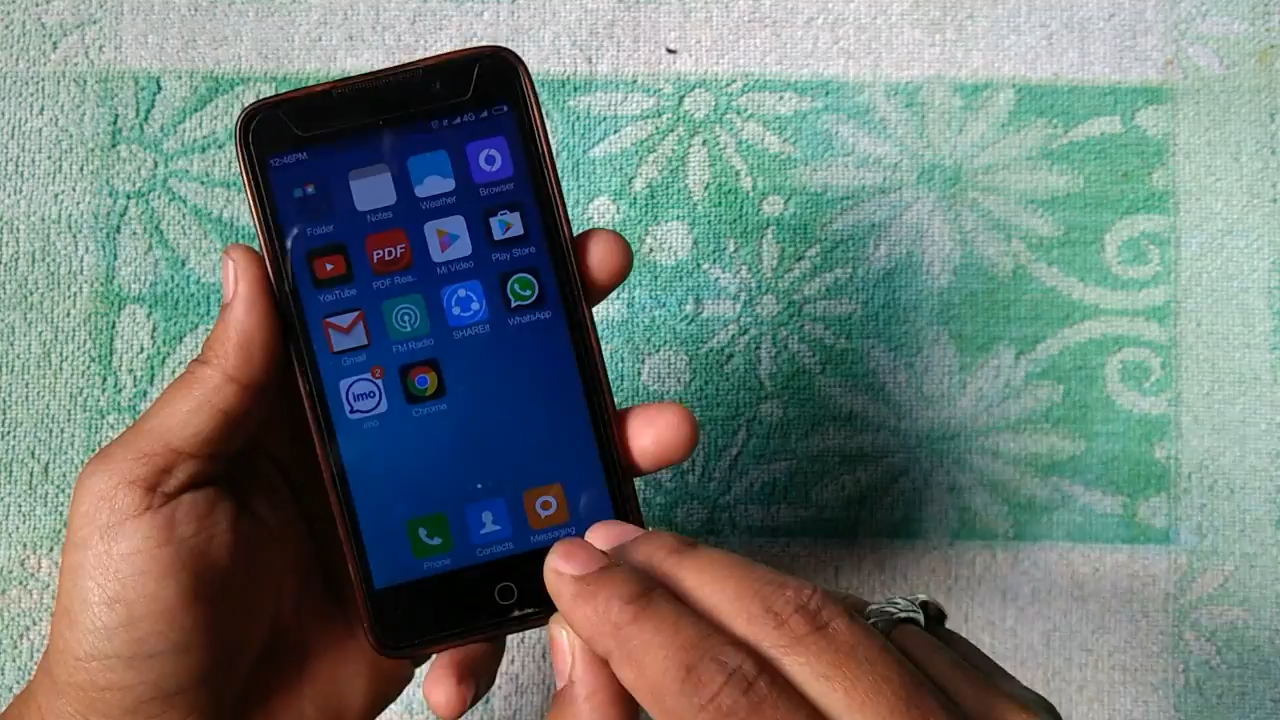 12:46PM
4G
Folder
Notes
Weather
Browser
YouTube
PDF
PDF Rea...
Mi Video
Play Store
Gmail
FM Radio
SHAREit
WhatsApp
imo
2
imo
Chrome
Phone
Contacts
Messaging